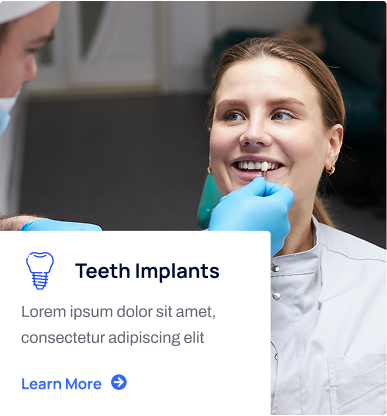 Teeth Implants
Lorem ipsum dolor sit amet,
consectetur adipiscing elit
Learn More